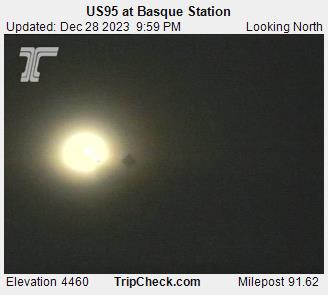 US95 at Basque Station
Updated: Dec 28 2023 9:59 PM Looking North
Elevation 4460 TripCheck.com Milepost 91.62